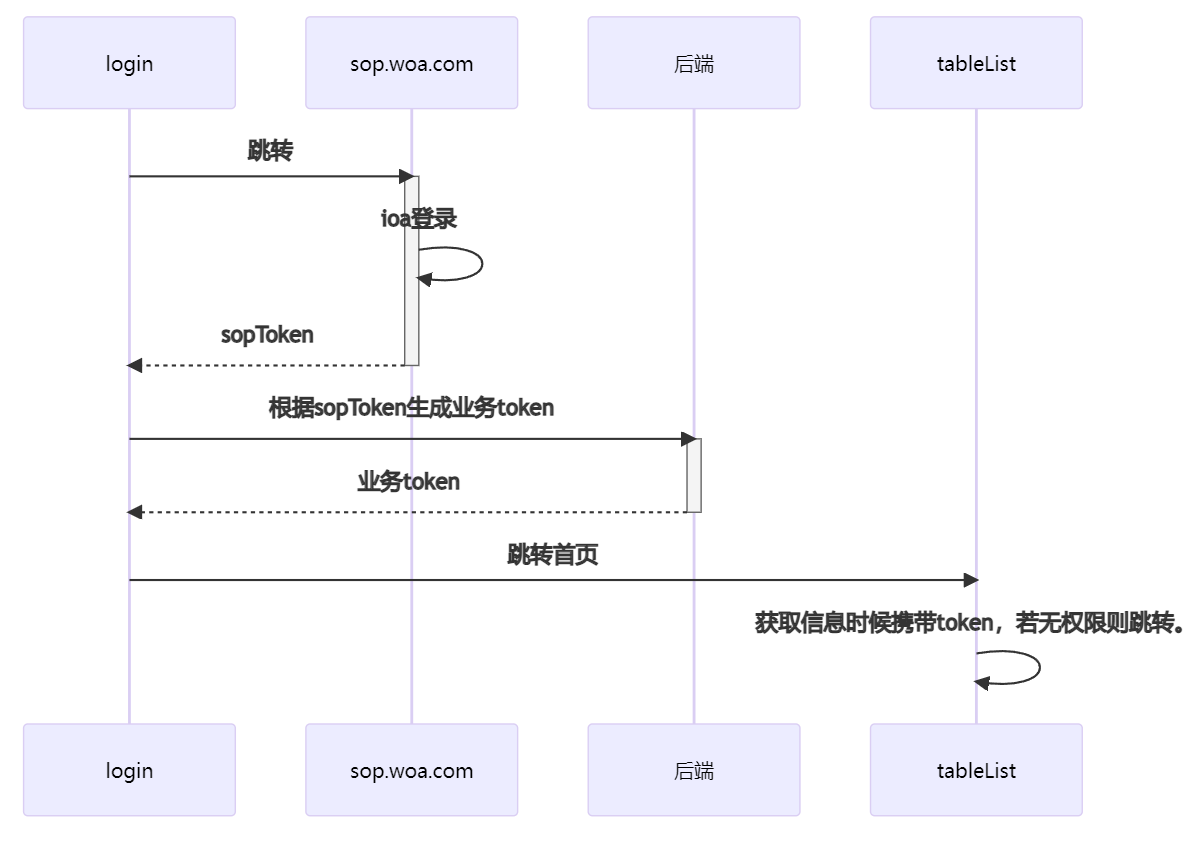 login
sop.woa.com
后端
tableList
跳转
ioa登录
sopToken
根据sopToken生成业务token
业务token
跳转首页
获取信息时候携带token，若无权限则跳转。
login
sop.woa.com
后端
tableList